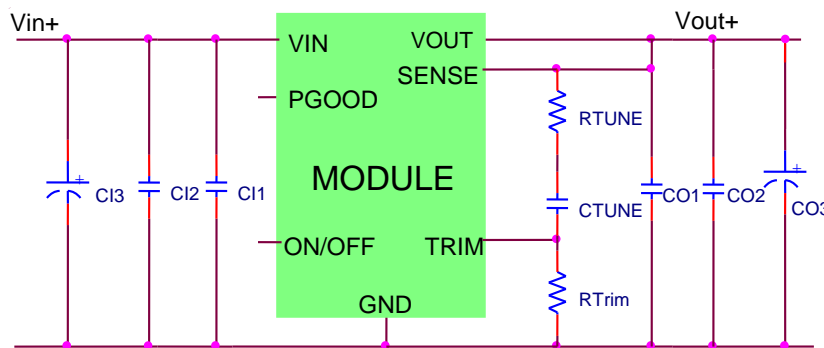 Vin+
Vout+
VIN
VOUT
SENSE
PGOOD
RTUNE
MODULE
+
CI3
CI2
CI1
CTUNE
CO1
CO2
+
CO3
ON/OFF
TRIM
RTrim
GND